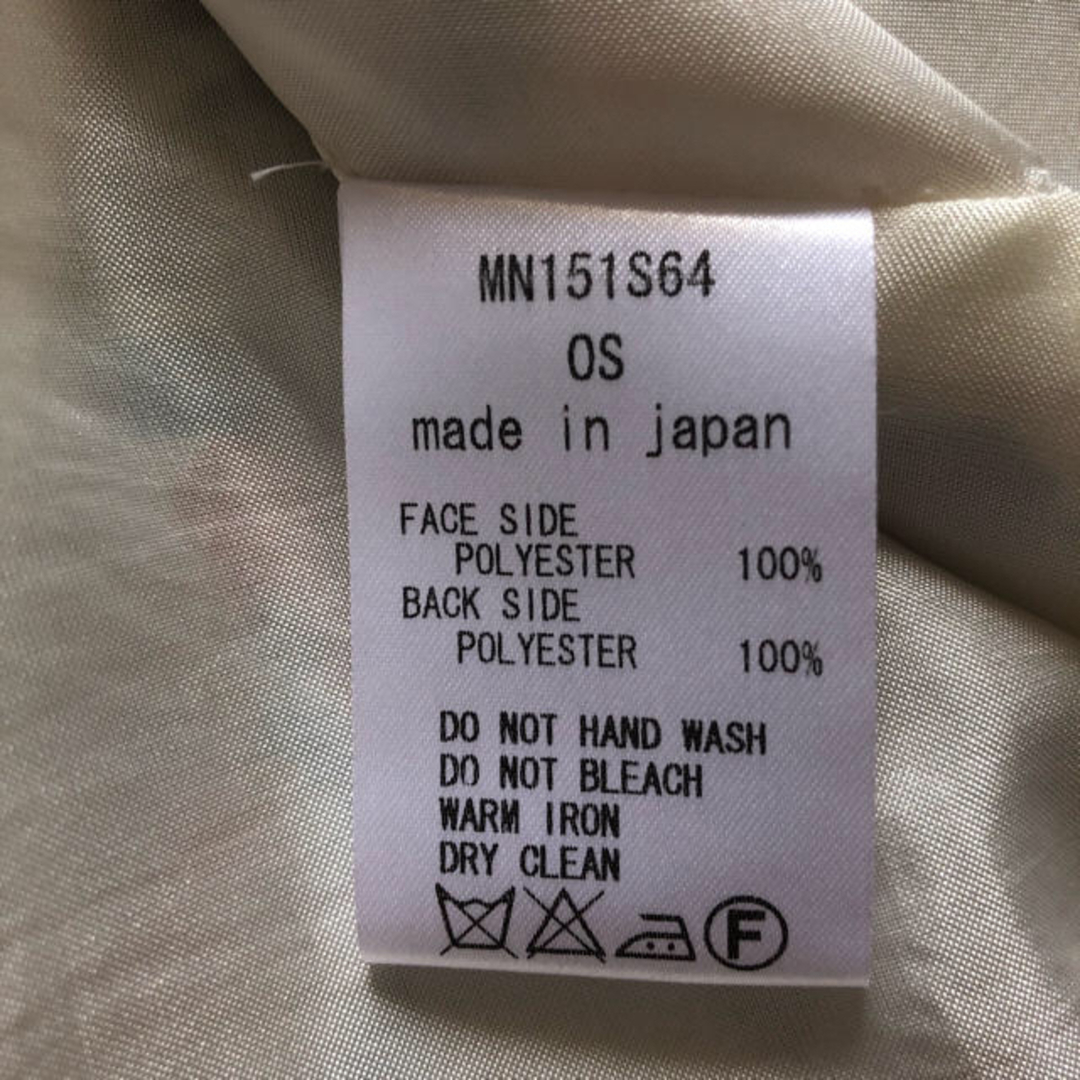 MN151S64
OS
made in japan
FACE SIDE
POLYESTER 100%
BACK SIDE
POLYESTER 100%
DO NOT HAND WASH
DO NOT BLEACH
WARM IRON
DRY CLEAN
F